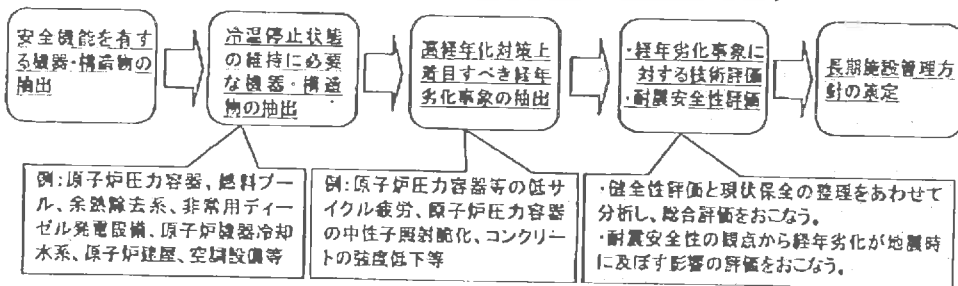 安全機能を有す
る機器・構造物の
抽出
冷温停止状態
の維持に必要
な機器・構造
物の抽出
高経年化対策上
着目すべき経年
劣化事象の抽出
・経年劣化事象に
対する技術評価
・耐震安全性評価
長期施設管理方
針の策定
例:原子炉圧力容器、燃料プー
ル、余熱除去系、非常用ディー
ゼル発電設備、原子炉機器冷却
水系、原子炉建屋、空調設備等
例:原子炉圧力容器等の低サ
イクル疲労、原子炉圧力容器
の中性子照射脆化、コンクリー
トの強度低下等
・健全性評価と現状保全の整理をあわせて
分析し、総合評価をおこなう。
・耐震安全性の観点から経年劣化が地震時
に及ぼす影響の評価をおこなう。